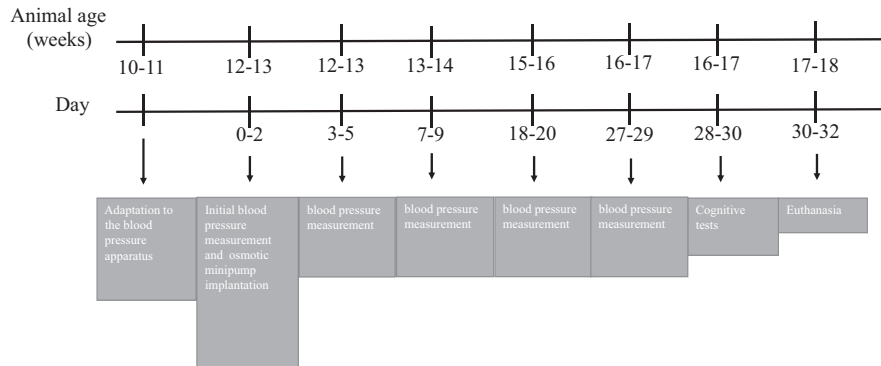 Animal age
(weeks)
10-11 12-13 12-13 13-14 15-16 16-17 16-17 17-18
Day
0-2 3-5 7-9 18-20 27-29 28-30 30-32
Adaptation to
the blood
pressure
apparatus
Initial blood
pressure
measurement
and osmotic
minipump
implantation
blood pressure
measurement
blood pressure
measurement
blood pressure
measurement
blood pressure
measurement
Cognitive
tests
Euthanasia